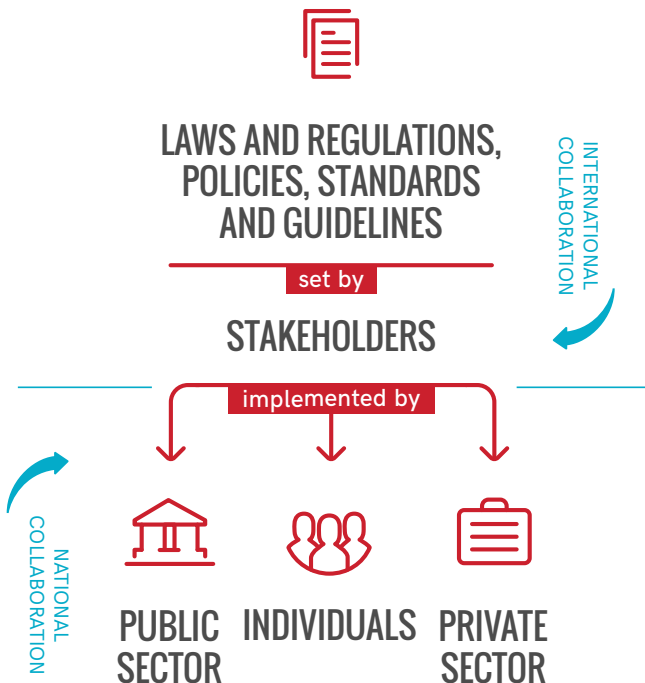 LAWS AND REGULATIONS,
POLICIES, STANDARDS
AND GUIDELINES
INTERNATIONAL
COLLABORATION
set by
STAKEHOLDERS
implemented by
NATIONAL
COLLABORATION
PUBLIC
SECTOR
INDIVIDUALS
PRIVATE
SECTOR